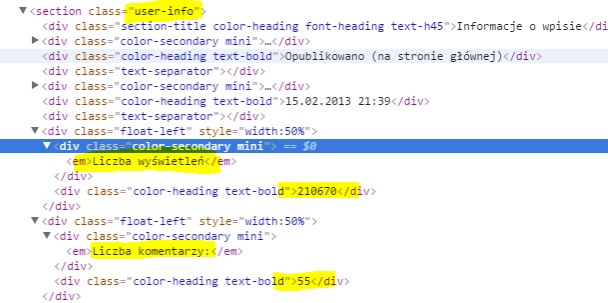 ▼<section class="user-info">
<div class="section-title color-heading font-heading text-h45">Informacje o wpisie</div>
▶<div class="color-secondary mini">…</div>
<div class="color-heading text-bold">Opublikowano (na stronie głównej)</div>
<div class="text-separator"></div>
▶<div class="color-secondary mini">…</div>
<div class="color-heading text-bold">15.02.2013 21:39</div>
<div class="text-separator"></div>
▼<div class="float-left" style="width:50%">
▼<div class="color-secondary mini"> == $0
<em>Liczba wyświetleń</em>
</div>
<div class="color-heading text-bold">210670</div>
</div>
▼<div class="float-left" style="width:50%">
▼<div class="color-secondary mini">
<em>Liczba komentarzy:</em>
</div>
<div class="color-heading text-bold">55</div>
</div>